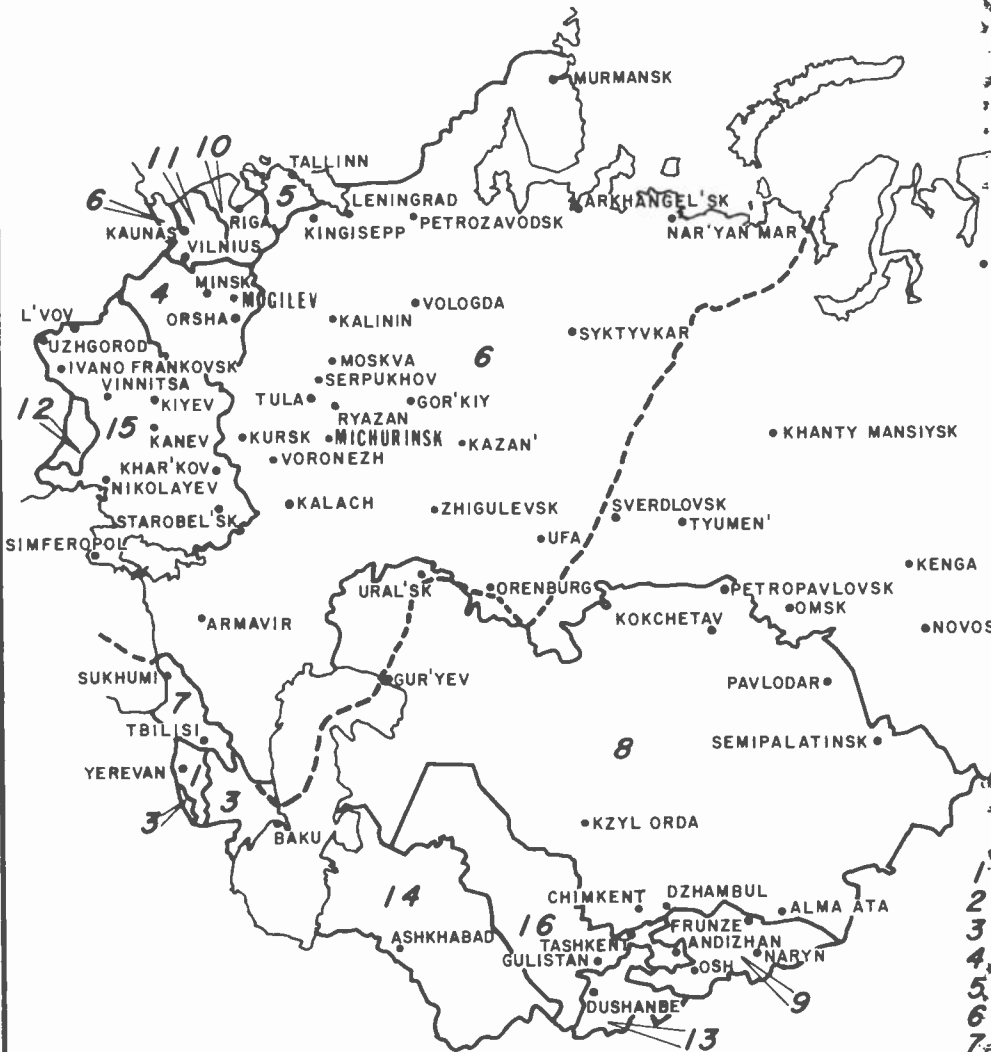 MURMANSK
11 10
TALLINN
5
6
LENINGRAD
ARKHANGEL'SK
RIGA
KAUNAS
KINGISEPP
PETROZAVODSK
NAR'YAN MAR
VILNIUS
MINSK
4
MOGILEV
VOLOGDA
L'VOV
ORSHA
KALININ
SYKTYVKAR
UZHGOROD
MOSKVA
6
IVANO FRANKOVSK
SERPUKHOV
VINNITSA
KIYEV
TULA
GOR'KIY
12
RYAZAN
15
KANEV
KURSK
MICHURINSK
KAZAN'
KHANTY MANSIYSK
VORONEZH
KHAR'KOV
NIKOLAYEV
KALACH
ZHIGULEVSK
SVERDLOVSK
STAROBEL'SK
TYUMEN'
SIMFEROPOL
UFA
KENGA
URAL'SK
ORENBURG
PETROPAVLOVSK
OMSK
KOKCHETAV
ARMAVIR
NOVOS
SUKHUMI
GUR'YEV
PAVLODAR
7
TBILISI
SEMIPALATINSK
8
YEREVAN
1
3
3
BAKU
KZYL ORDA
14
CHIMKENT
DZHAMBUL
ALMA ATA
16
FRUNZE
ASHKHABAD
TASHKENT
ANDIZHAN
GULISTAN
NARYN
OSH
9
DUSHANBE
13
1
2
3
4
5
6
7